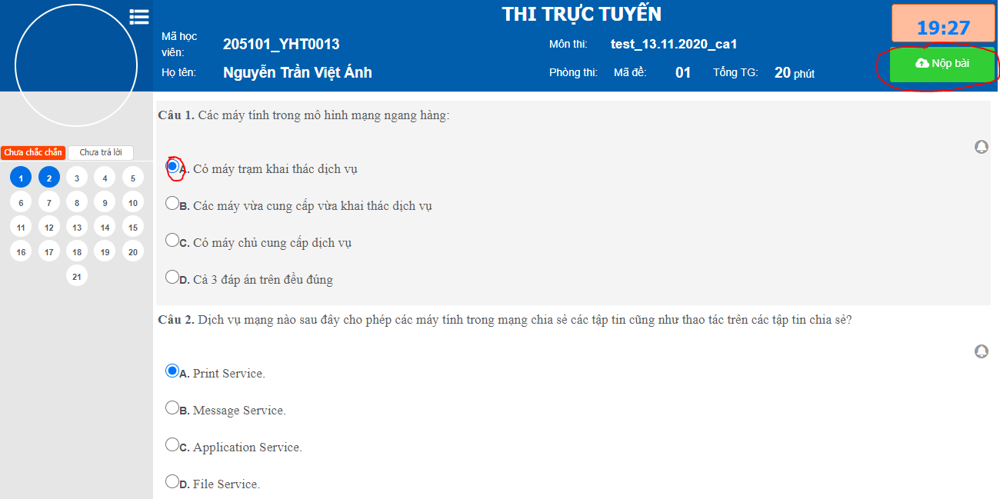 THI TRỰC TUYẾN
19:27
Mã học viên:
205101_YHT0013
Môn thi:
test_13.11.2020_ca1
Nộp bài
Họ tên:
Nguyễn Trần Việt Ánh
Phòng thi:
Mã đề:
01
Tổng TG:
20 phút
Chưa chắc chắn
Chưa trả lời
1 2 3 4 5
6 7 8 9 10
11 12 13 14 15
16 17 18 19 20
21
Câu 1. Các máy tính trong mô hình mạng ngang hàng:
A. Có máy trạm khai thác dịch vụ
B. Các máy vừa cung cấp vừa khai thác dịch vụ
C. Có máy chủ cung cấp dịch vụ
D. Cả 3 đáp án trên đều đúng
Câu 2. Dịch vụ mạng nào sau đây cho phép các máy tính trong mạng chia sẻ các tập tin cũng như thao tác trên các tập tin chia sẻ?
A. Print Service.
B. Message Service.
C. Application Service.
D. File Service.